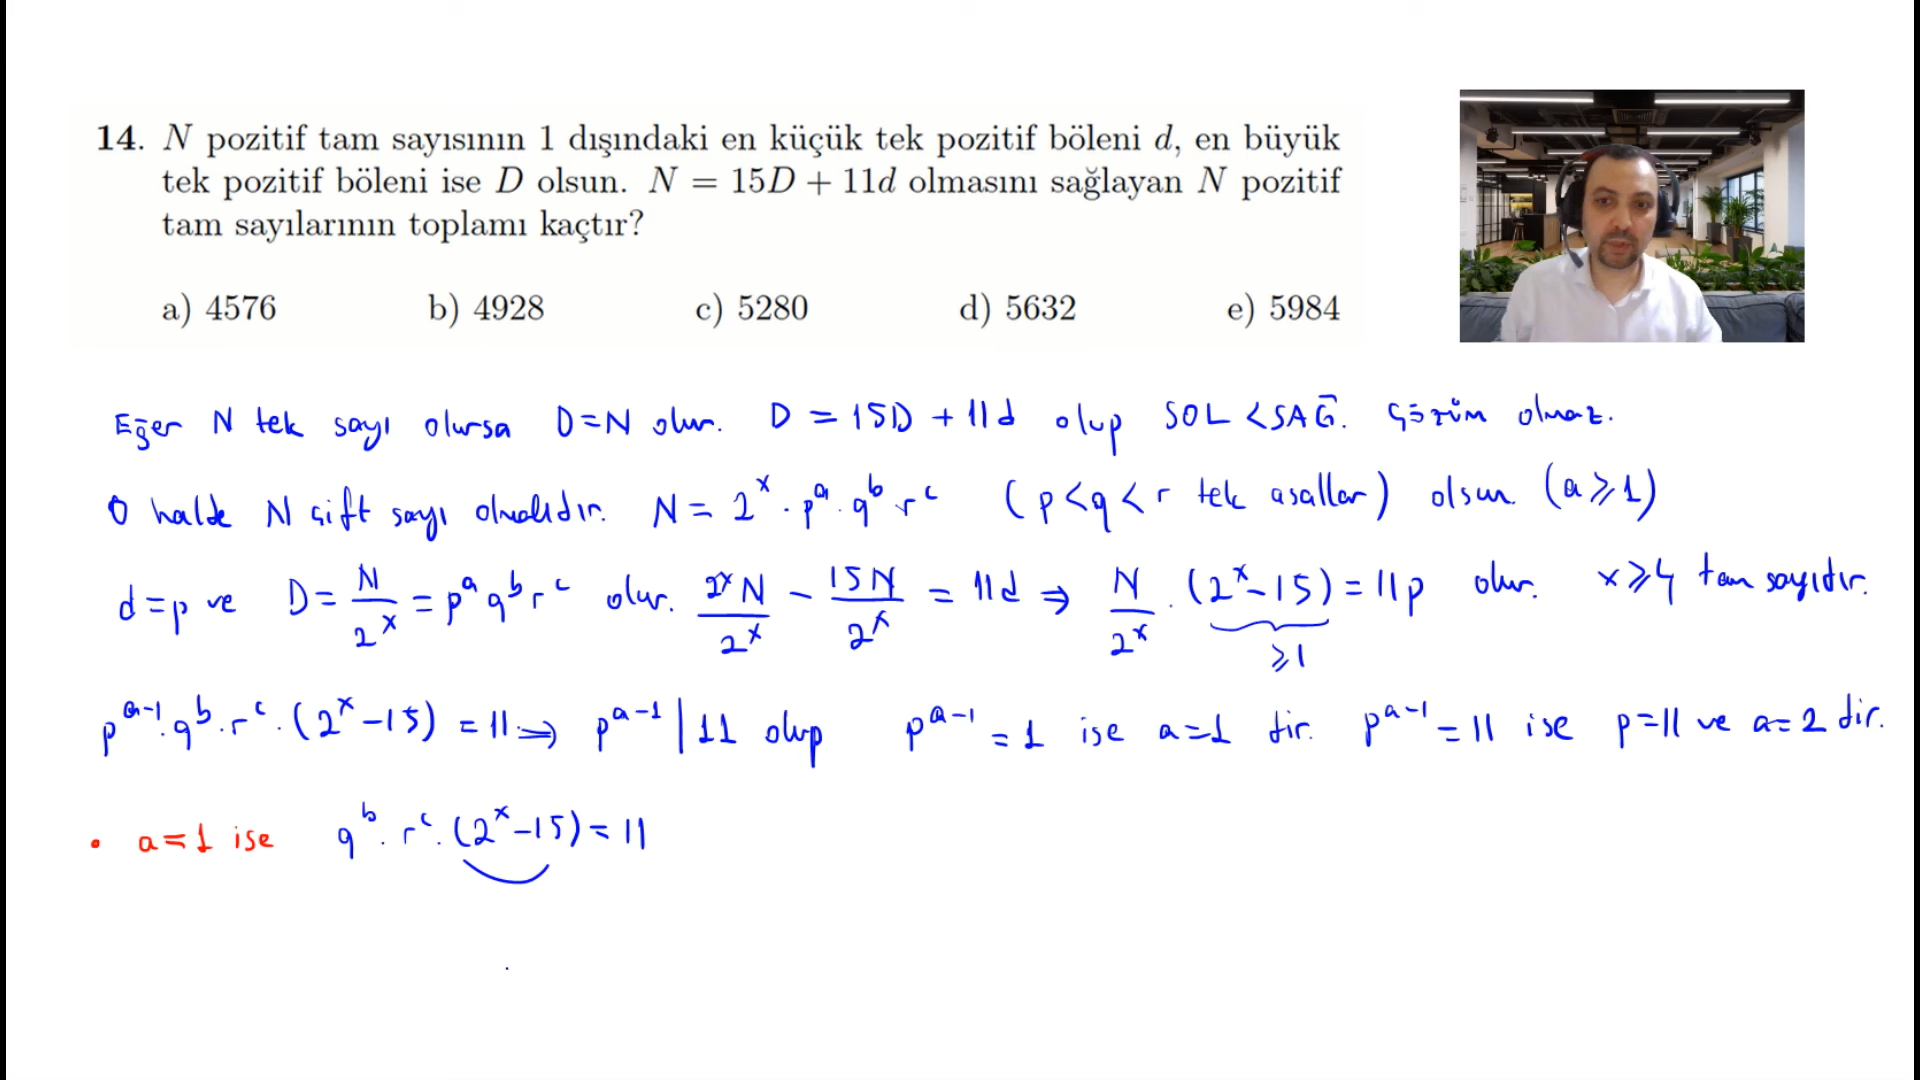 14. N pozitif tam sayısının 1 dışındaki en küçük tek pozitif böleni d, en büyük
tek pozitif böleni ise D olsun. N = 15D + 11d olmasını sağlayan N pozitif
tam sayılarının toplamı kaçtır?
a) 4576 b) 4928 c) 5280 d) 5632 e) 5984
Eğer N tek sayı olursa D=N olur. D = 15D + 11d olup SOL < SAĞ. Çözüm olmaz.
O halde N çift sayı olmalıdır. N = 2^x . p^a . q^b . r^c (p<q<r tek asallar) olsun. (a ≥ 1)
d=p ve D = N/2^x = p^a q^b r^c olur. 2^x N/2^x − 15N/2^x = 11d ⇒ N/2^x . (2^x − 15) = 11p olur. x ≥ 4 tam sayıdır.
≥ 1
p^(a−1) . q^b . r^c . (2^x − 15) = 11 ⇒ p^(a−1) | 11 olup p^(a−1) = 1 ise a=1 dir. p^(a−1) = 11 ise p=11 ve a=2 dir.
• a=1 ise q^b . r^c . (2^x − 15) = 11